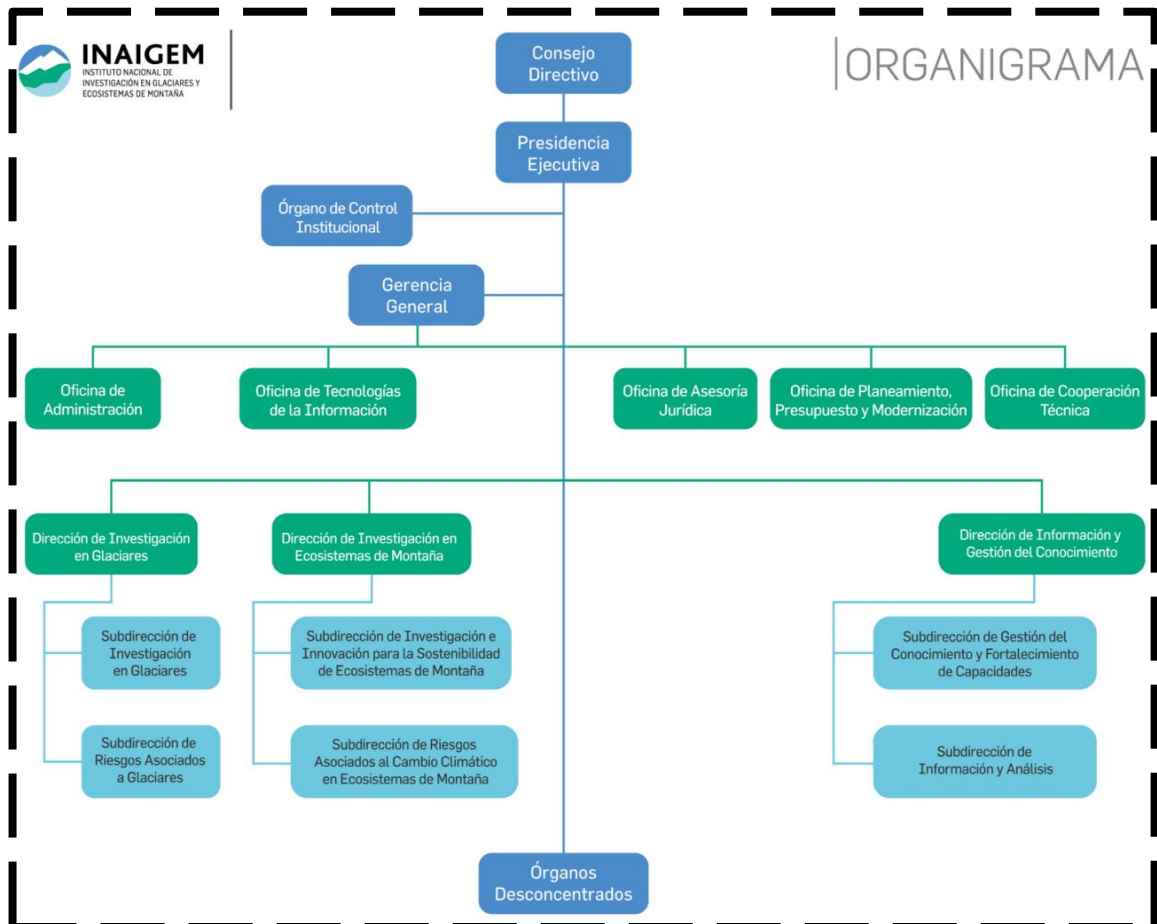 INAIGEM
INSTITUTO NACIONAL DE
INVESTIGACIÓN EN GLACIARES Y
ECOSISTEMAS DE MONTAÑA
ORGANIGRAMA
Consejo
Directivo
Presidencia
Ejecutiva
Órgano de Control
Institucional
Gerencia
General
Oficina de
Administración
Oficina de Tecnologías
de la Información
Oficina de Asesoría
Jurídica
Oficina de Planeamiento,
Presupuesto y Modernización
Oficina de Cooperación
Técnica
Dirección de Investigación
en Glaciares
Dirección de Investigación en
Ecosistemas de Montaña
Dirección de Información y
Gestión del Conocimiento
Subdirección de
Investigación
en Glaciares
Subdirección de Investigación e
Innovación para la Sostenibilidad
de Ecosistemas de Montaña
Subdirección de Gestión del
Conocimiento y Fortalecimiento
de Capacidades
Subdirección de
Riesgos Asociados
a Glaciares
Subdirección de Riesgos
Asociados al Cambio Climático
en Ecosistemas de Montaña
Subdirección de
Información y Análisis
Órganos
Desconcentrados